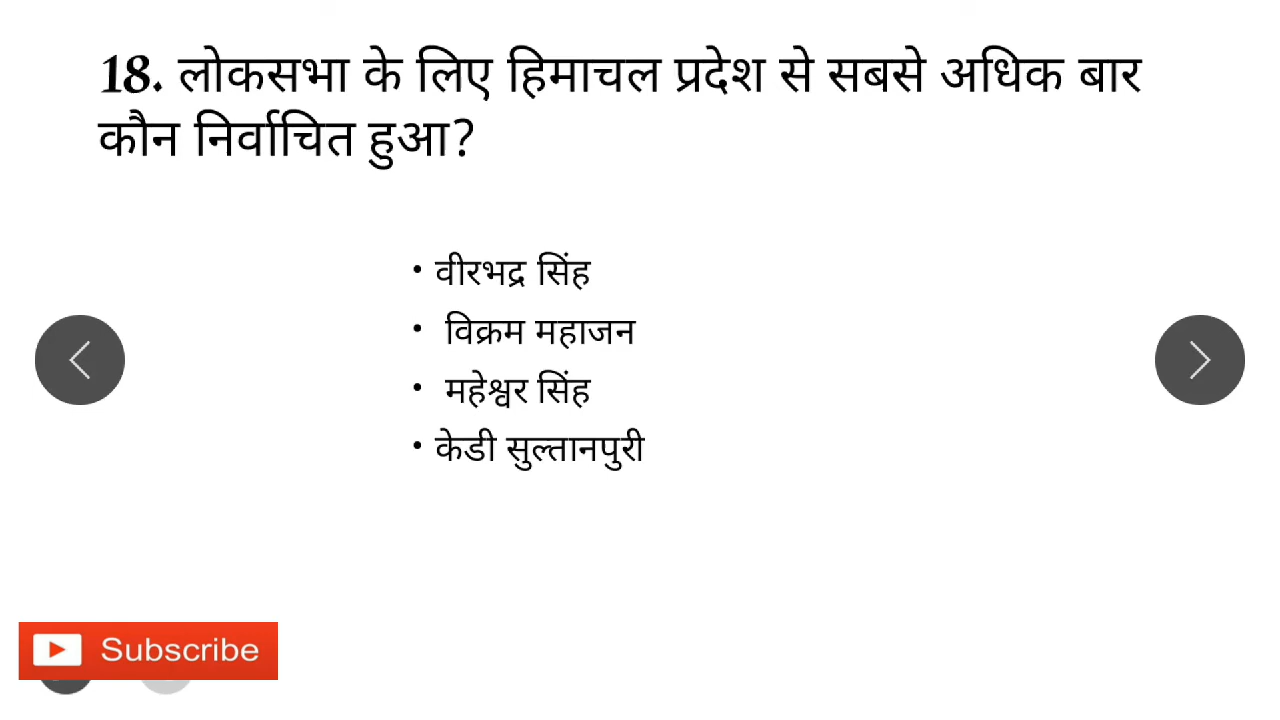 18. लोकसभा के लिए हिमाचल प्रदेश से सबसे अधिक बार
कौन निर्वाचित हुआ?
• वीरभद्र सिंह
• विक्रम महाजन
• महेश्वर सिंह
• केडी सुल्तानपुरी
Subscribe